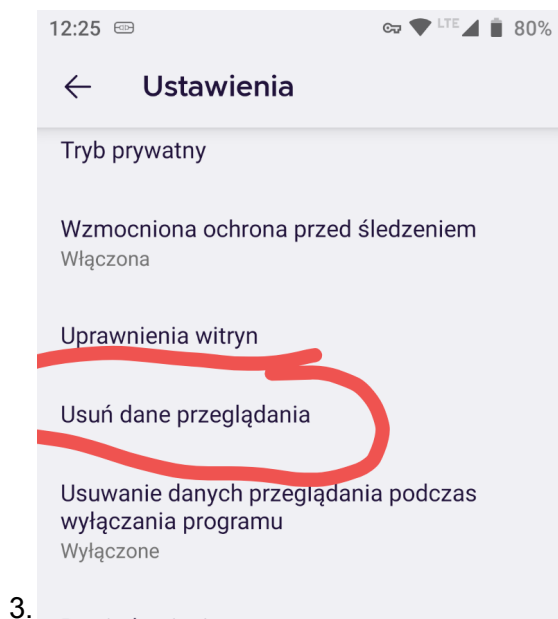 12:25 LTE 80%
Ustawienia
Tryb prywatny
Wzmocniona ochrona przed śledzeniem
Włączona
Uprawnienia witryn
Usuń dane przeglądania
Usuwanie danych przeglądania podczas
wyłączania programu
Wyłączone
3.